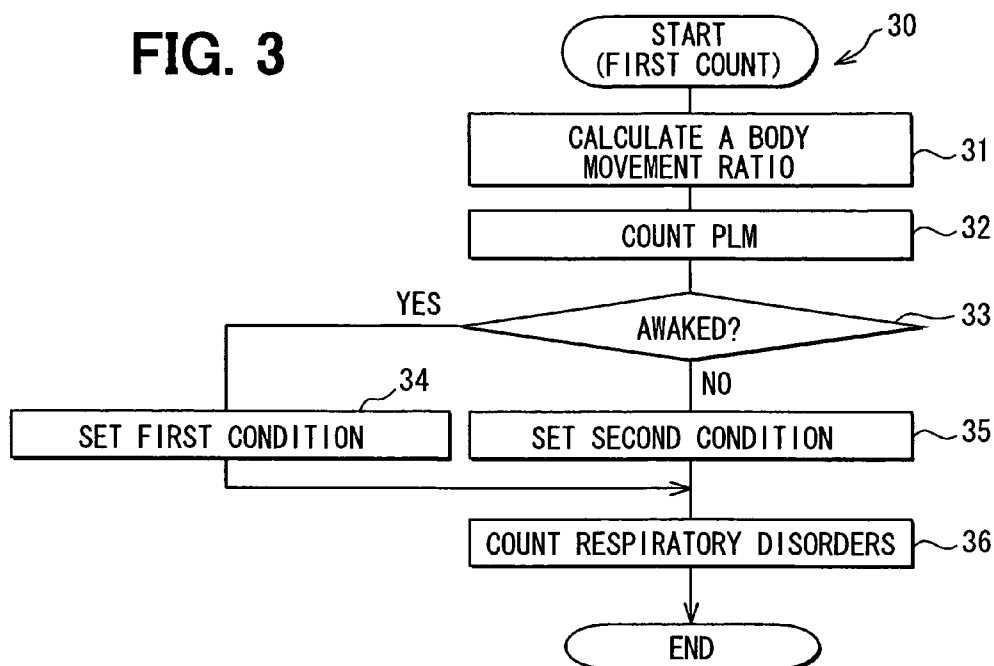 FIG. 3
START
(FIRST COUNT)
30
CALCULATE A BODY
MOVEMENT RATIO
31
COUNT PLM
32
YES
AWAKED?
33
NO
34
SET FIRST CONDITION
SET SECOND CONDITION
35
COUNT RESPIRATORY DISORDERS
36
END